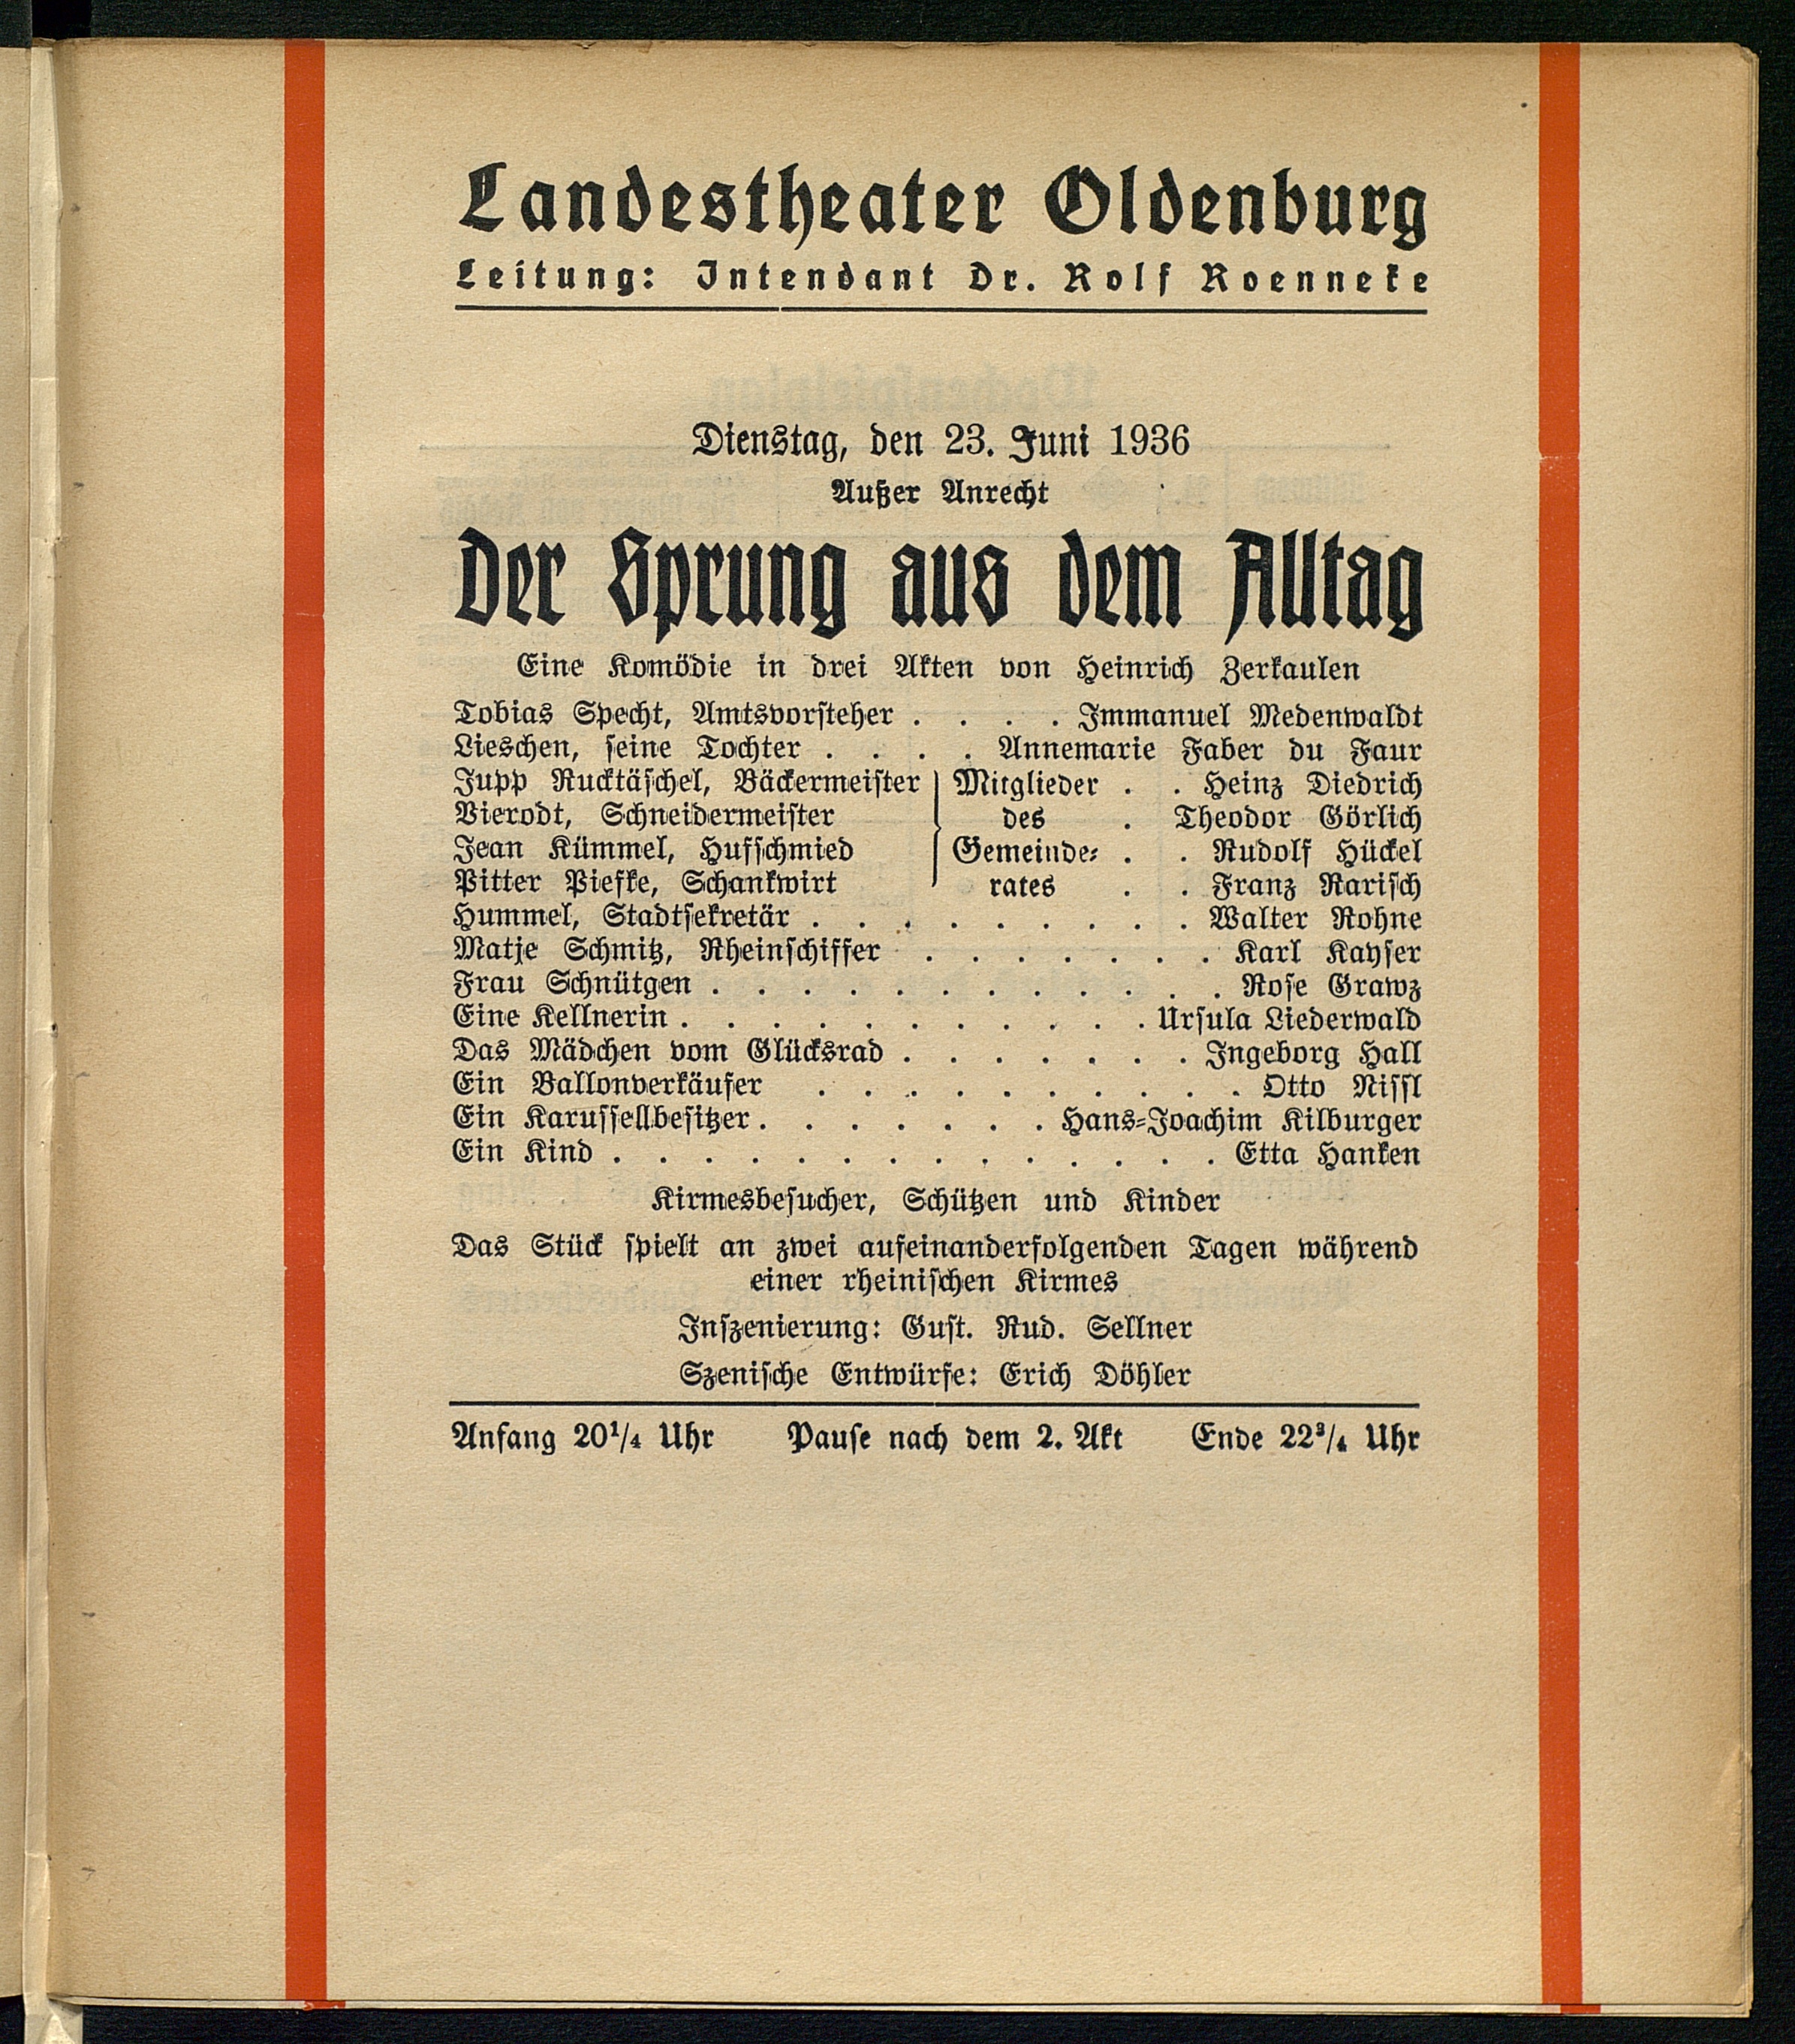 Landestheater Oldenburg
Leitung: Intendant Dr. Rolf Roenneke
Dienstag, den 23. Juni 1936
Außer Anrecht
Der Sprung aus dem Alltag
Eine Komödie in drei Akten von Heinrich Zerkaulen
Tobias Specht, Amtsvorsteher . . . . Immanuel Medenwaldt
Lieschen, seine Tochter . . . . Annemarie Faber du Faur
Jupp Rucktäschel, Bäckermeister Mitglieder . . Heinz Diedrich
Vierodt, Schneidermeister des . Theodor Görlich
Jean Kümmel, Hufschmied Gemeinde- . . Rudolf Hückel
Pitter Piefke, Schankwirt rates . . Franz Rarisch
Hummel, Stadtsekretär . . . . . . . . . Walter Rohne
Matje Schmitz, Rheinschiffer . . . . . . . Karl Kayser
Frau Schnütgen . . . . . . . . . . . . Rose Grawz
Eine Kellnerin . . . . . . . . . . . Ursula Liederwald
Das Mädchen vom Glücksrad . . . . . . . Ingeborg Hall
Ein Ballonverkäufer . . . . . . . . . . Otto Nissl
Ein Karussellbesitzer . . . . . . . Hans-Joachim Kilburger
Ein Kind . . . . . . . . . . . . . . Etta Hanken
Kirmesbesucher, Schützen und Kinder
Das Stück spielt an zwei aufeinanderfolgenden Tagen während
einer rheinischen Kirmes
Inszenierung: Gust. Rud. Sellner
Szenische Entwürfe: Erich Döhler
Anfang 20¹/₄ Uhr Pause nach dem 2. Akt Ende 22³/₄ Uhr